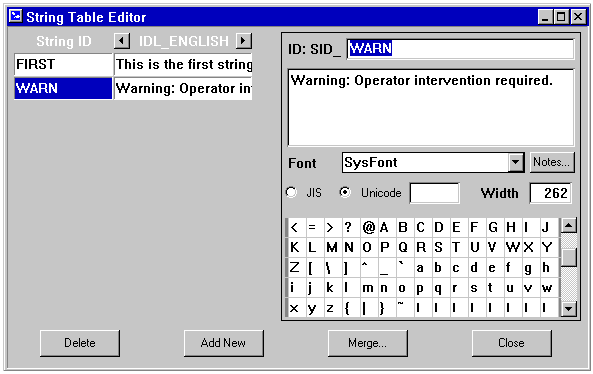 String Table Editor
String ID IDL_ENGLISH
FIRST This is the first string
WARN Warning: Operator in
ID: SID_ WARN
Warning: Operator intervention required.
Font SysFont Notes...
JIS Unicode Width 262
< = > ? @ A B C D E F G H I J
K L M N O P Q R S T U V W X Y
Z [ \ ] ^ _ ` a b c d e f g h
i j k l m n o p q r s t u v w
x y z { | } ~ I I I I I I I I
Delete Add New Merge... Close